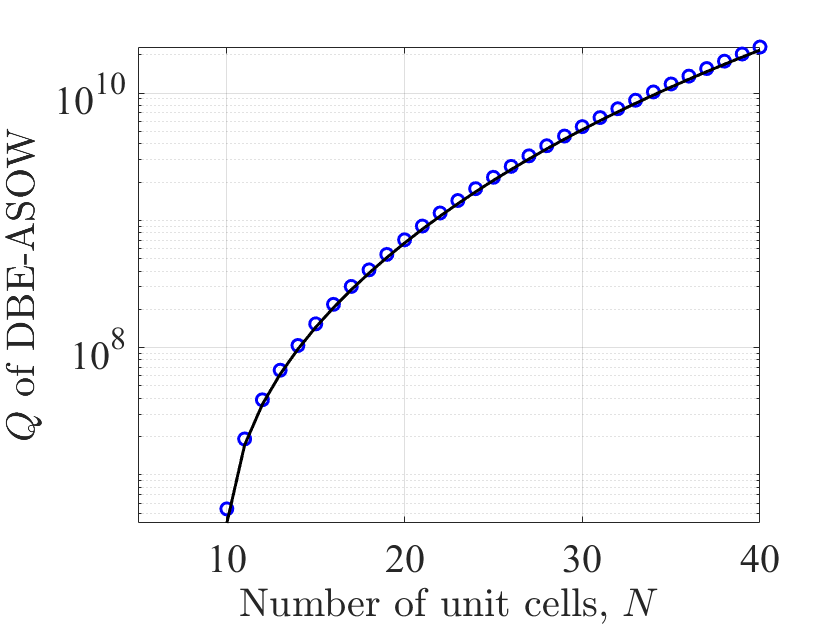 Q of DBE-ASOW
10^10
10^8
10 20 30 40
Number of unit cells, N